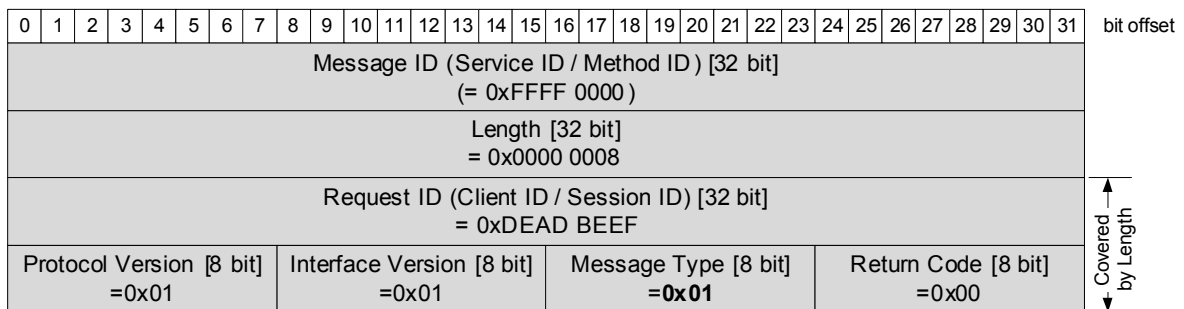 0 1 2 3 4 5 6 7 8 9 10 11 12 13 14 15 16 17 18 19 20 21 22 23 24 25 26 27 28 29 30 31 bit offset
Message ID (Service ID / Method ID) [32 bit]
(= 0xFFFF 0000)
Length [32 bit]
= 0x0000 0008
Request ID (Client ID / Session ID) [32 bit]
= 0xDEAD BEEF
Protocol Version [8 bit]
=0x01
Interface Version [8 bit]
=0x01
Message Type [8 bit]
=0x01
Return Code [8 bit]
=0x00
Covered
by Length